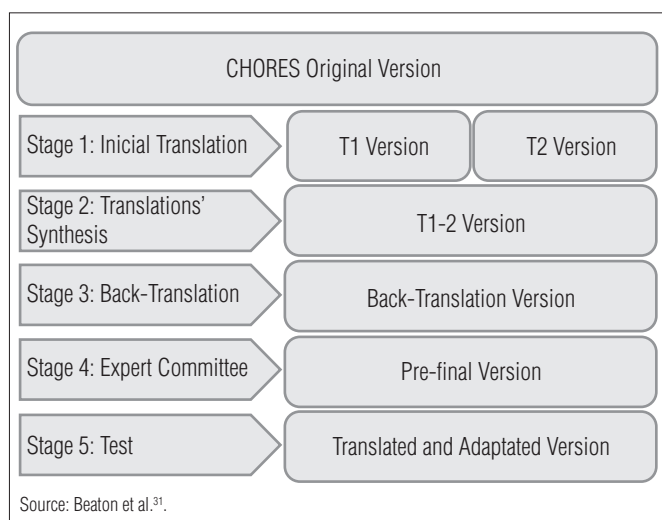 CHORES Original Version
Stage 1: Inicial Translation
T1 Version
T2 Version
Stage 2: Translations'
Synthesis
T1-2 Version
Stage 3: Back-Translation
Back-Translation Version
Stage 4: Expert Committee
Pre-final Version
Stage 5: Test
Translated and Adaptated Version
Source: Beaton et al.³¹.